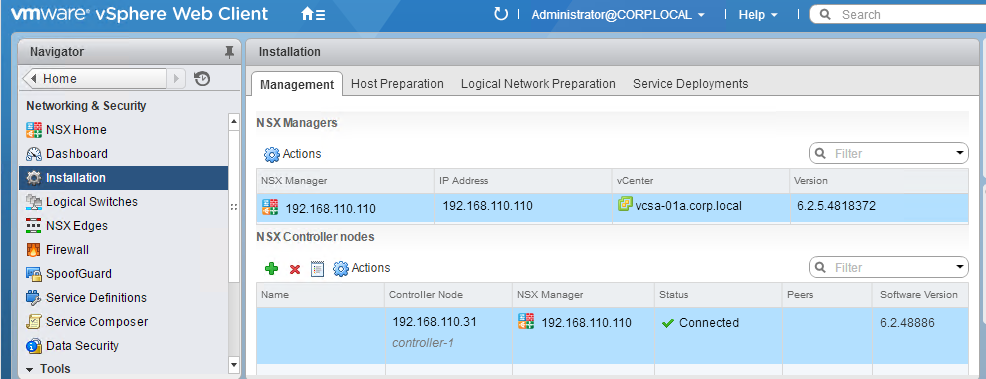 vmware® vSphere Web Client
Administrator@CORP.LOCAL
Help
Search
Navigator
Home
Networking & Security
NSX Home
Dashboard
Installation
Logical Switches
NSX Edges
Firewall
SpoofGuard
Service Definitions
Service Composer
Data Security
Tools
Installation
Management Host Preparation Logical Network Preparation Service Deployments
NSX Managers
Actions
Filter
NSX Manager IP Address vCenter Version
192.168.110.110 192.168.110.110 vcsa-01a.corp.local 6.2.5.4818372
NSX Controller nodes
Actions
Filter
Name Controller Node NSX Manager Status Peers Software Version
192.168.110.31 192.168.110.110 Connected 6.2.48886
controller-1